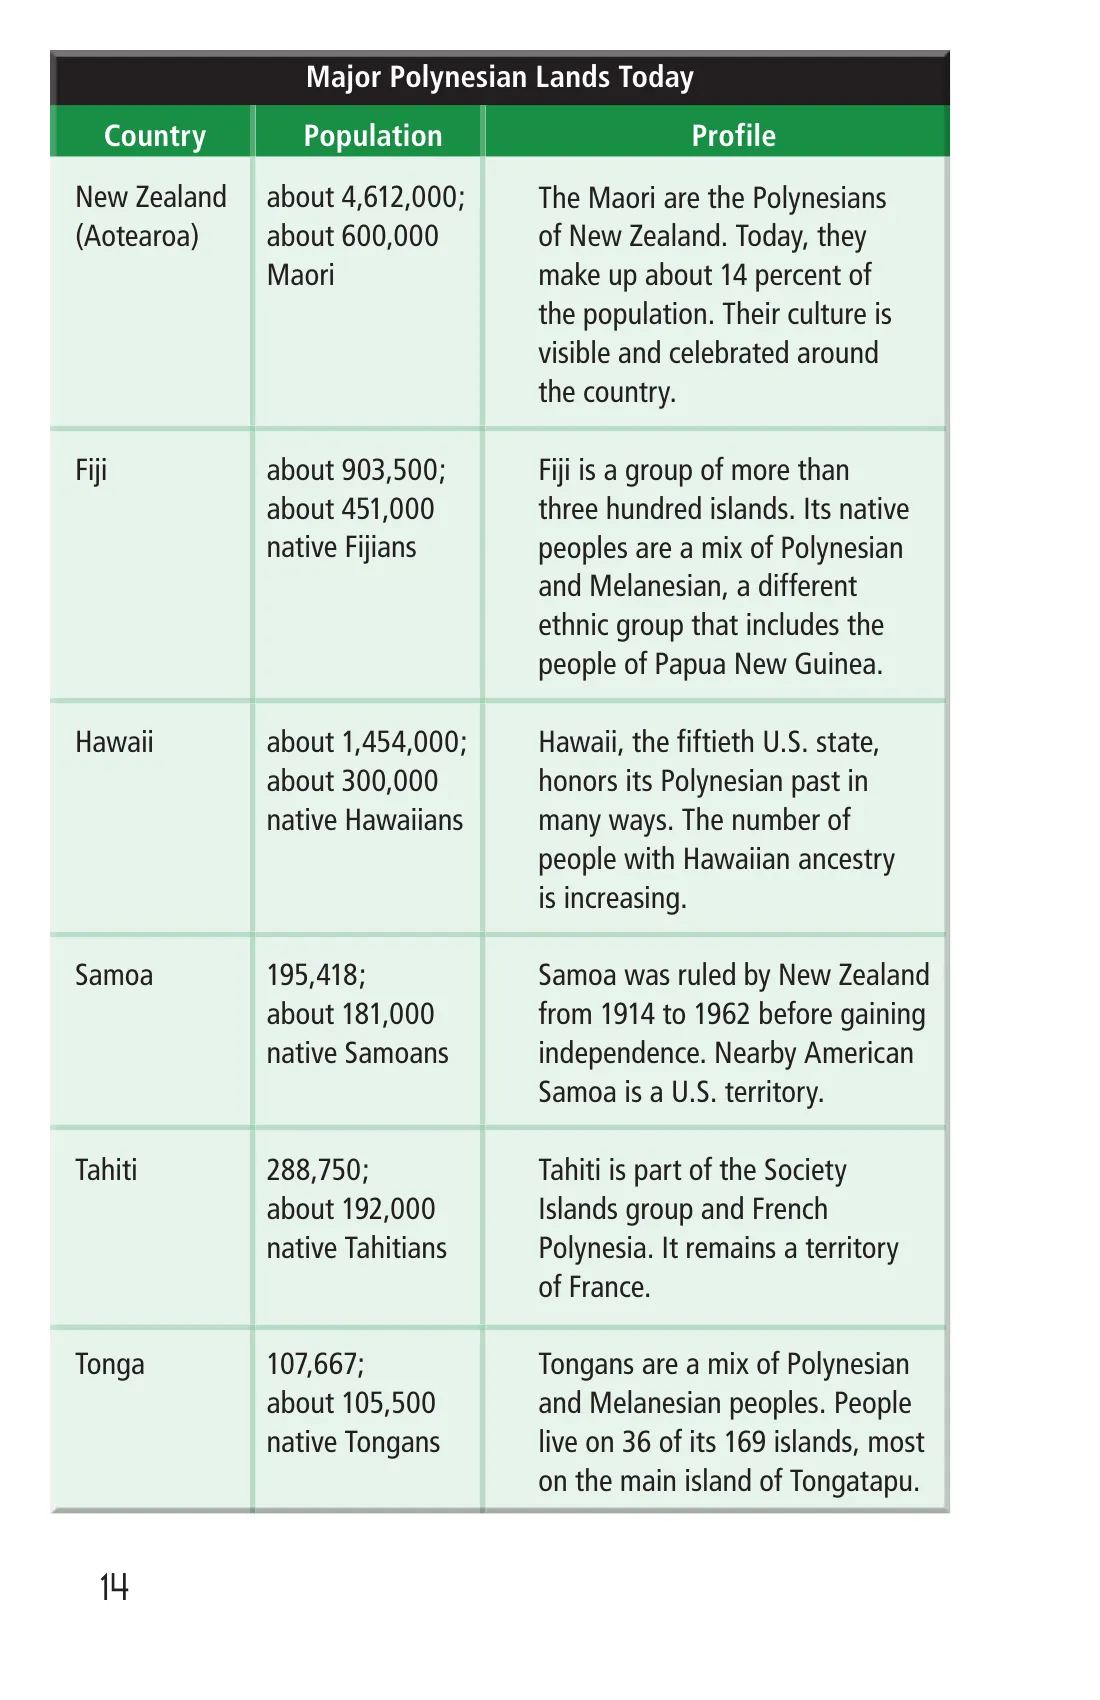 Major Polynesian Lands Today
Country Population Profile
New Zealand
(Aotearoa)
about 4,612,000;
about 600,000
Maori
The Maori are the Polynesians
of New Zealand. Today, they
make up about 14 percent of
the population. Their culture is
visible and celebrated around
the country.
Fiji
about 903,500;
about 451,000
native Fijians
Fiji is a group of more than
three hundred islands. Its native
peoples are a mix of Polynesian
and Melanesian, a different
ethnic group that includes the
people of Papua New Guinea.
Hawaii
about 1,454,000;
about 300,000
native Hawaiians
Hawaii, the fiftieth U.S. state,
honors its Polynesian past in
many ways. The number of
people with Hawaiian ancestry
is increasing.
Samoa
195,418;
about 181,000
native Samoans
Samoa was ruled by New Zealand
from 1914 to 1962 before gaining
independence. Nearby American
Samoa is a U.S. territory.
Tahiti
288,750;
about 192,000
native Tahitians
Tahiti is part of the Society
Islands group and French
Polynesia. It remains a territory
of France.
Tonga
107,667;
about 105,500
native Tongans
Tongans are a mix of Polynesian
and Melanesian peoples. People
live on 36 of its 169 islands, most
on the main island of Tongatapu.
14